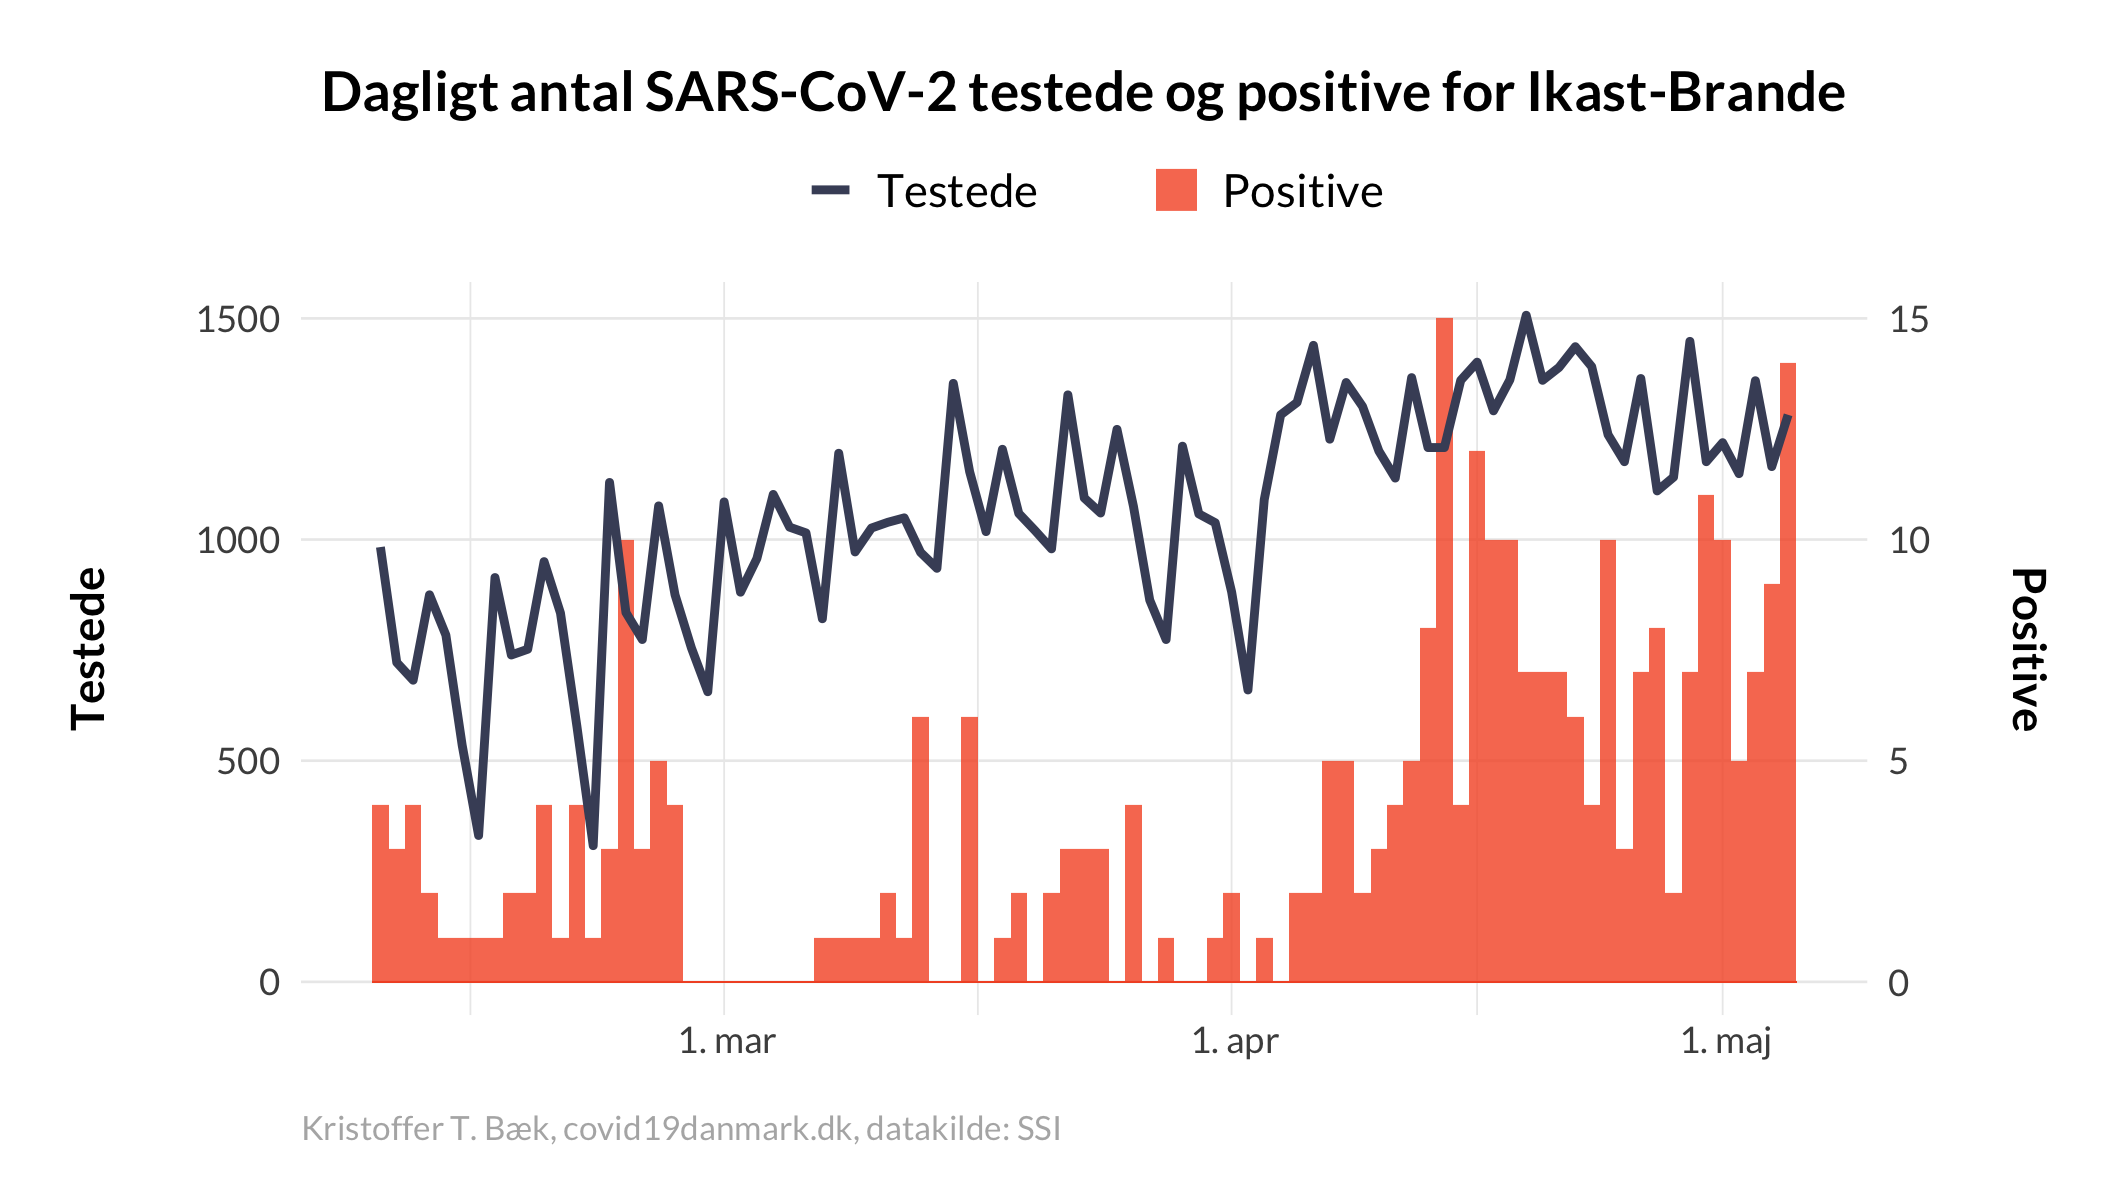 Dagligt antal SARS-CoV-2 testede og positive for Ikast-Brande
Testede
Positive
1500
15
1000
10
Testede
Positive
500
5
0
0
1. mar
1. apr
1. maj
Kristoffer T. Bæk, covid19danmark.dk, datakilde: SSI